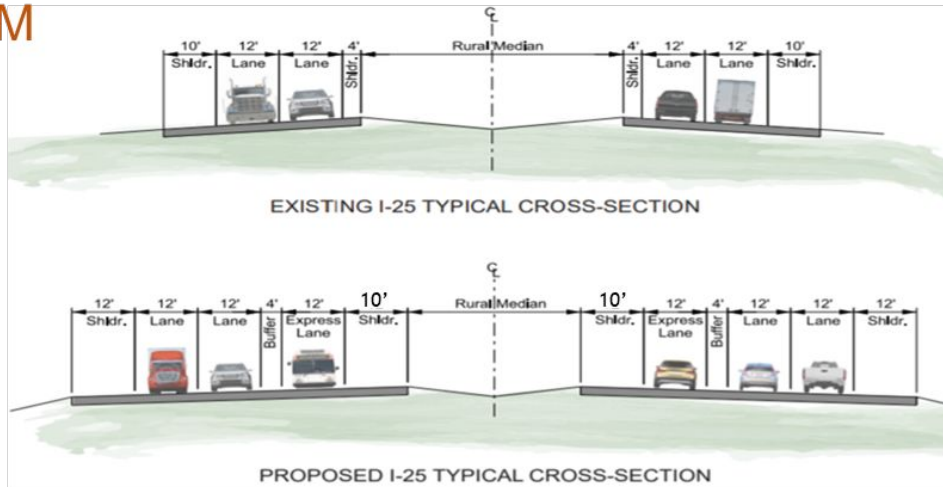 M
℄
10' 12' 12' 4' Rural Median 4' 12' 12' 10'
Shldr. Lane Lane Shldr. Shldr. Lane Lane Shldr.
EXISTING I-25 TYPICAL CROSS-SECTION
℄
12' 12' 12' 4' 12' 10' Rural Median 10' 12' 4' 12' 12' 12'
Shldr. Lane Lane Buffer Express Lane Shldr. Shldr. Express Lane Buffer Lane Lane Shldr.
PROPOSED I-25 TYPICAL CROSS-SECTION